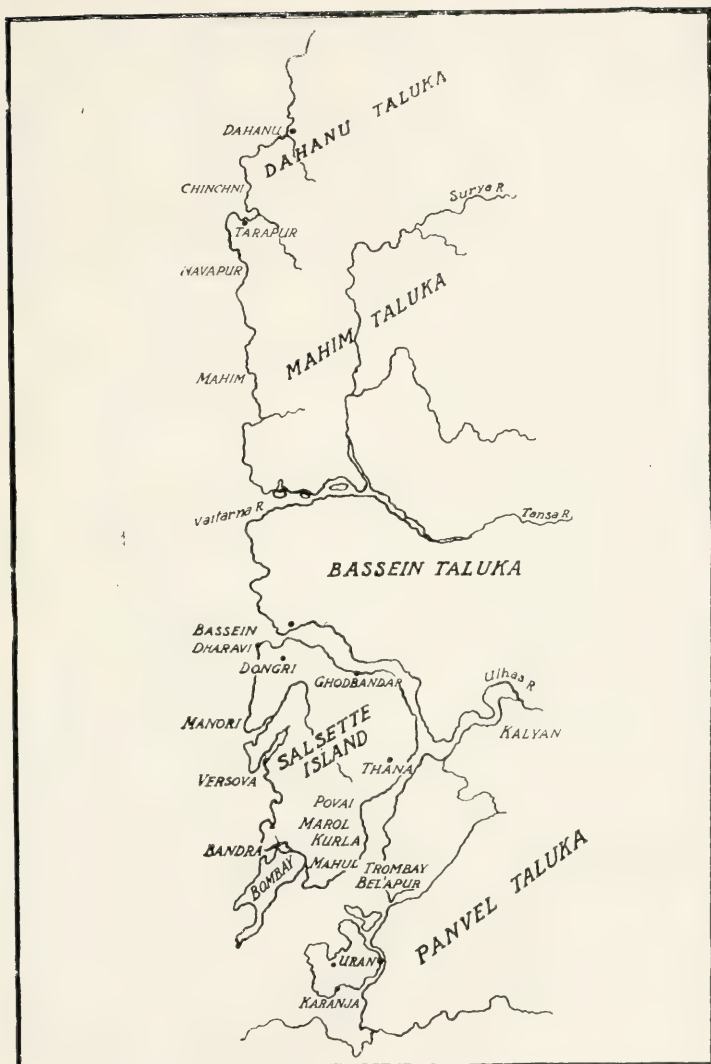 DAHANU
DAHANU TALUKA
CHINCHNI
Surya R
TARAPUR
NAVAPUR
MAHIM TALUKA
MAHIM
Vaitarna R
Tansa R.
BASSEIN TALUKA
BASSEIN
DHARAVI
DONGRI
GHODBANDAR
Ulhas R
MANORI
KALYAN
SALSETTE
ISLAND
VERSOVA
THANA
POVAI
MAROL
KURLA
BANDRA
MAHUL
TROMBAY
BELAPUR
BOMBAY
PANVEL TALUKA
URAN
KARANJA